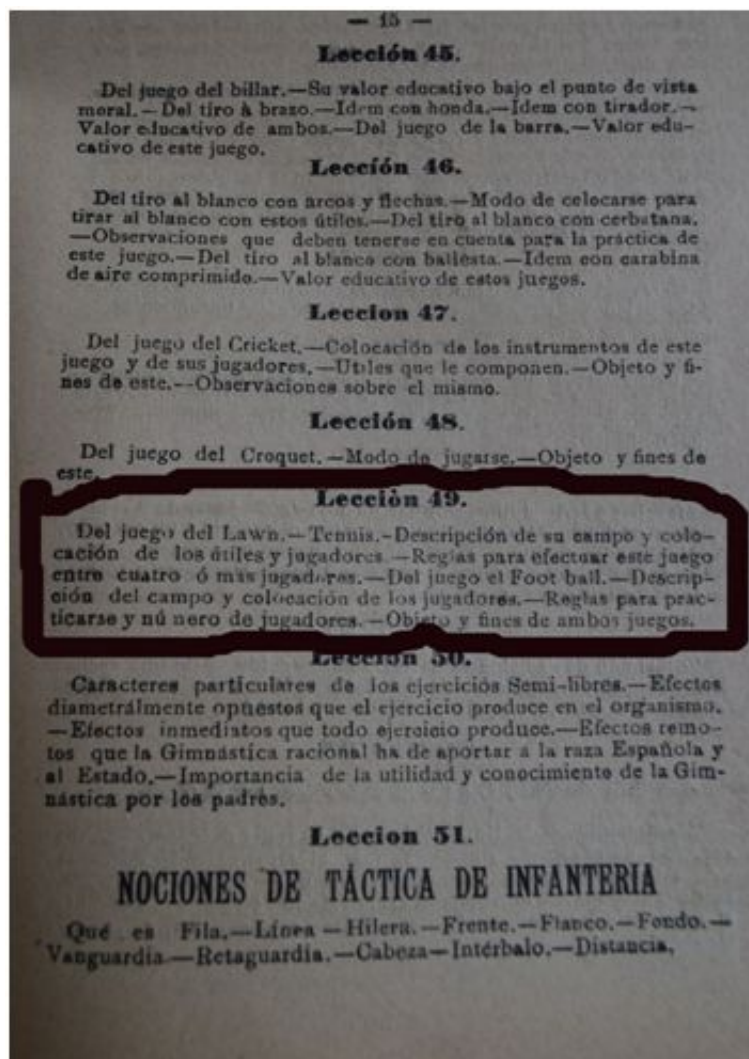 — 15 —
Lección 45.
Del juego del billar.—Su valor educativo bajo el punto de vista
moral.—Del tiro à brazo.—Idem con honda.—Idem con tirador.—
Valor educativo de ambos.—Del juego de la barra.—Valor edu-
cativo de este juego.
Lección 46.
Del tiro al blanco con arcos y flechas.—Modo de colocarse para
tirar al blanco con estos útiles.—Del tiro al blanco con cerbatana.
—Observaciones que deben tenerse en cuenta para la práctica de
este juego.—Del tiro al blanco con ballesta.—Idem con carabina
de aire comprimido.—Valor educativo de estos juegos.
Leccion 47.
Del juego del Cricket.—Colocación de los instrumentos de este
juego y de sus jugadores.—Utiles que le componen.—Objeto y fi-
nes de este.--Observaciones sobre el mismo.
Lección 48.
Del juego del Croquet.—Modo de jugarse.—Objeto y fines de
este.
Lecciòn 49.
Del juego del Lawn.—Tennis.-Descripción de su campo y colo-
cación de los útiles y jugadores.—Reglas para efectuar este juego
entre cuatro ó mas jugadores.—Del juego el Foot ball.—Descrip-
ción del campo y colocación de los jugadores.—Reglas para prac-
ticarse y nú nero de jugadores.—Objeto y fines de ambos juegos.
Lección 50.
Caracteres particulares de los ejercicios Semi-libres.—Efectos
diametrálmente opuestos que el ejercicio produce en el organismo.
—Efectos inmediatos que todo ejercicio produce.—Efectos remo-
tos que la Gimnástica racional ha de aportar a la raza Española y
al Estado.—Importancia de la utilidad y conocimiento de la Gim-
nástica por los padres.
Leccion 51.
NOCIONES DE TÁCTICA DE INFANTERIA
Qué es Fila.—Línea—Hilera.—Frente.—Flanco.—Fondo.—
Vanguardia—Retaguardia.—Cabeza—Intérbalo.—Distancia.